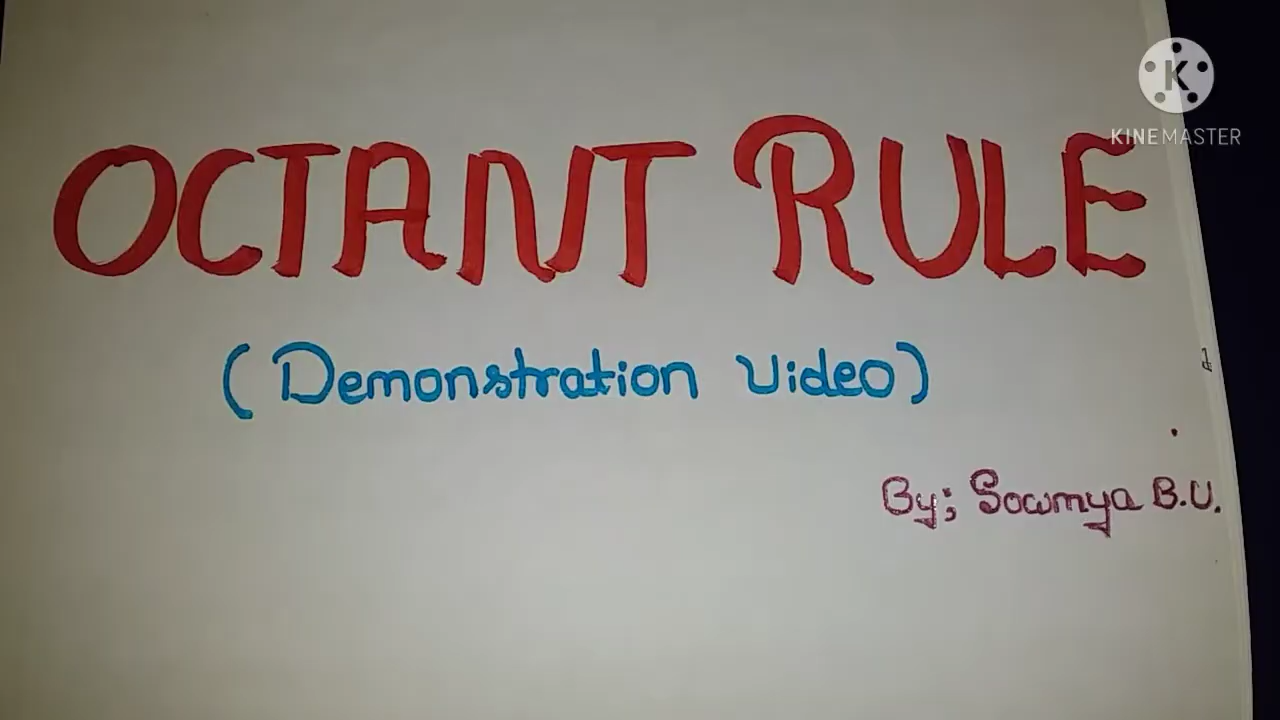 KINEMASTER
OCTANT RULE
(Demonstration Video)
By; Sowmya B.U.